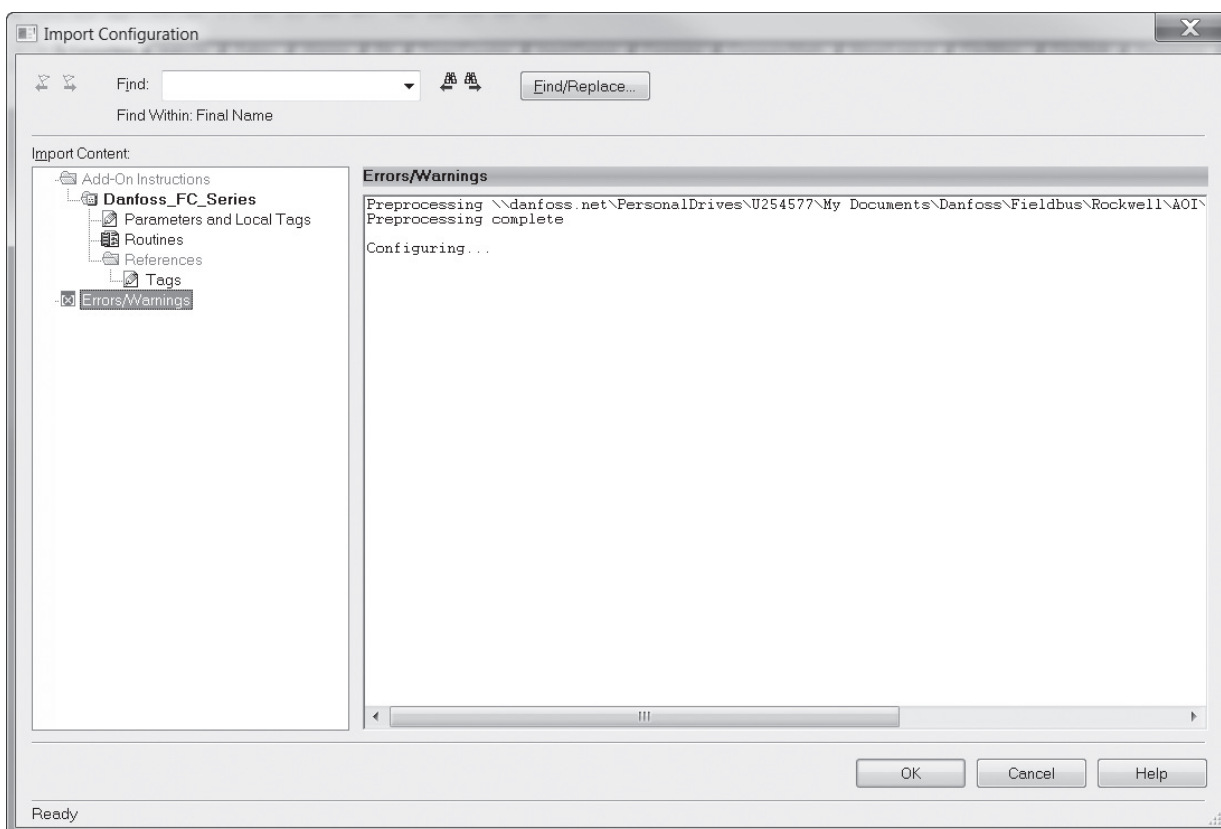 Import Configuration
Find:
Find/Replace...
Find Within: Final Name
Import Content:
Add-On Instructions
Danfoss_FC_Series
Parameters and Local Tags
Routines
References
Tags
Errors/Warnings
Errors/Warnings
Preprocessing \\danfoss.net\PersonalDrives\U254577\My Documents\Danfoss\Fieldbus\Rockwell\AOI\
Preprocessing complete
Configuring...
OK
Cancel
Help
Ready